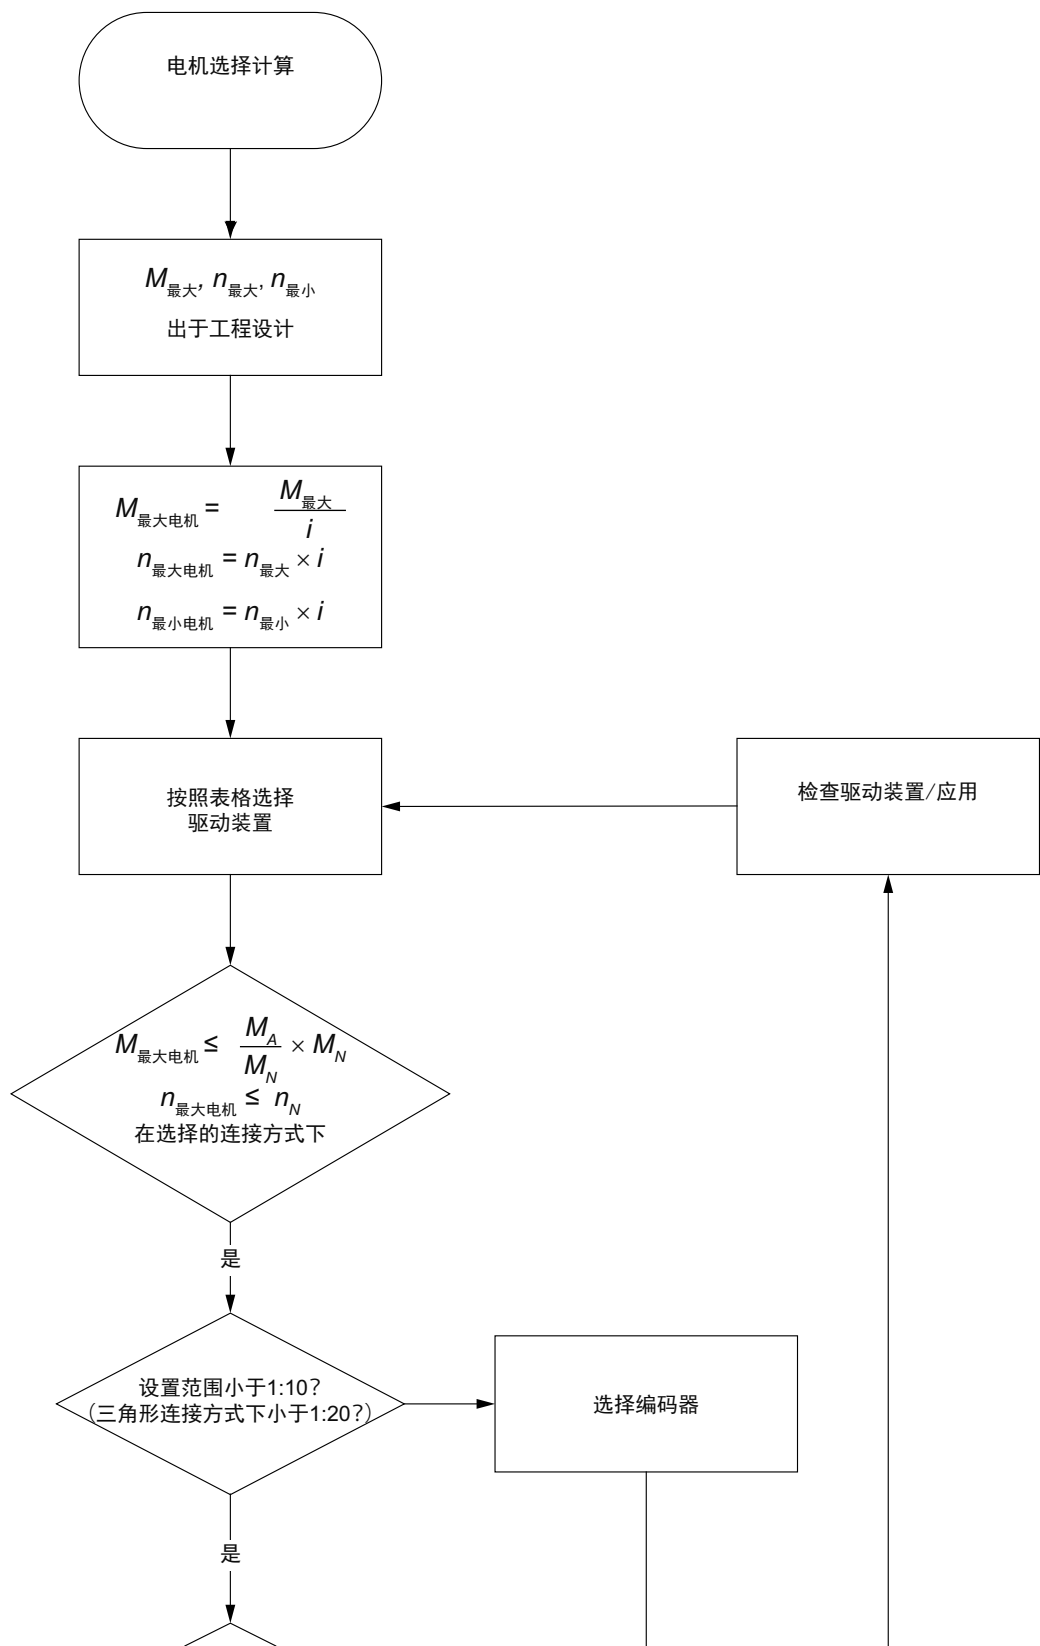 电机选择计算
M最大, n最大, n最小
出于工程设计
M最大电机 = M最大 / i
n最大电机 = n最大 × i
n最小电机 = n最小 × i
按照表格选择
驱动装置
检查驱动装置/应用
M最大电机 ≤ MA / MN × MN
n最大电机 ≤ nN
在选择的连接方式下
是
设置范围小于1:10?
(三角形连接方式下小于1:20?)
选择编码器
是